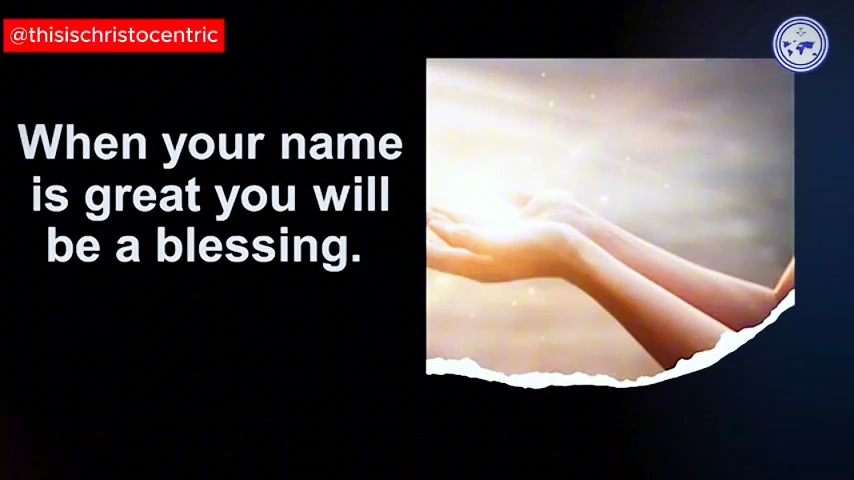 @thisischristocentric
When your name
is great you will
be a blessing.